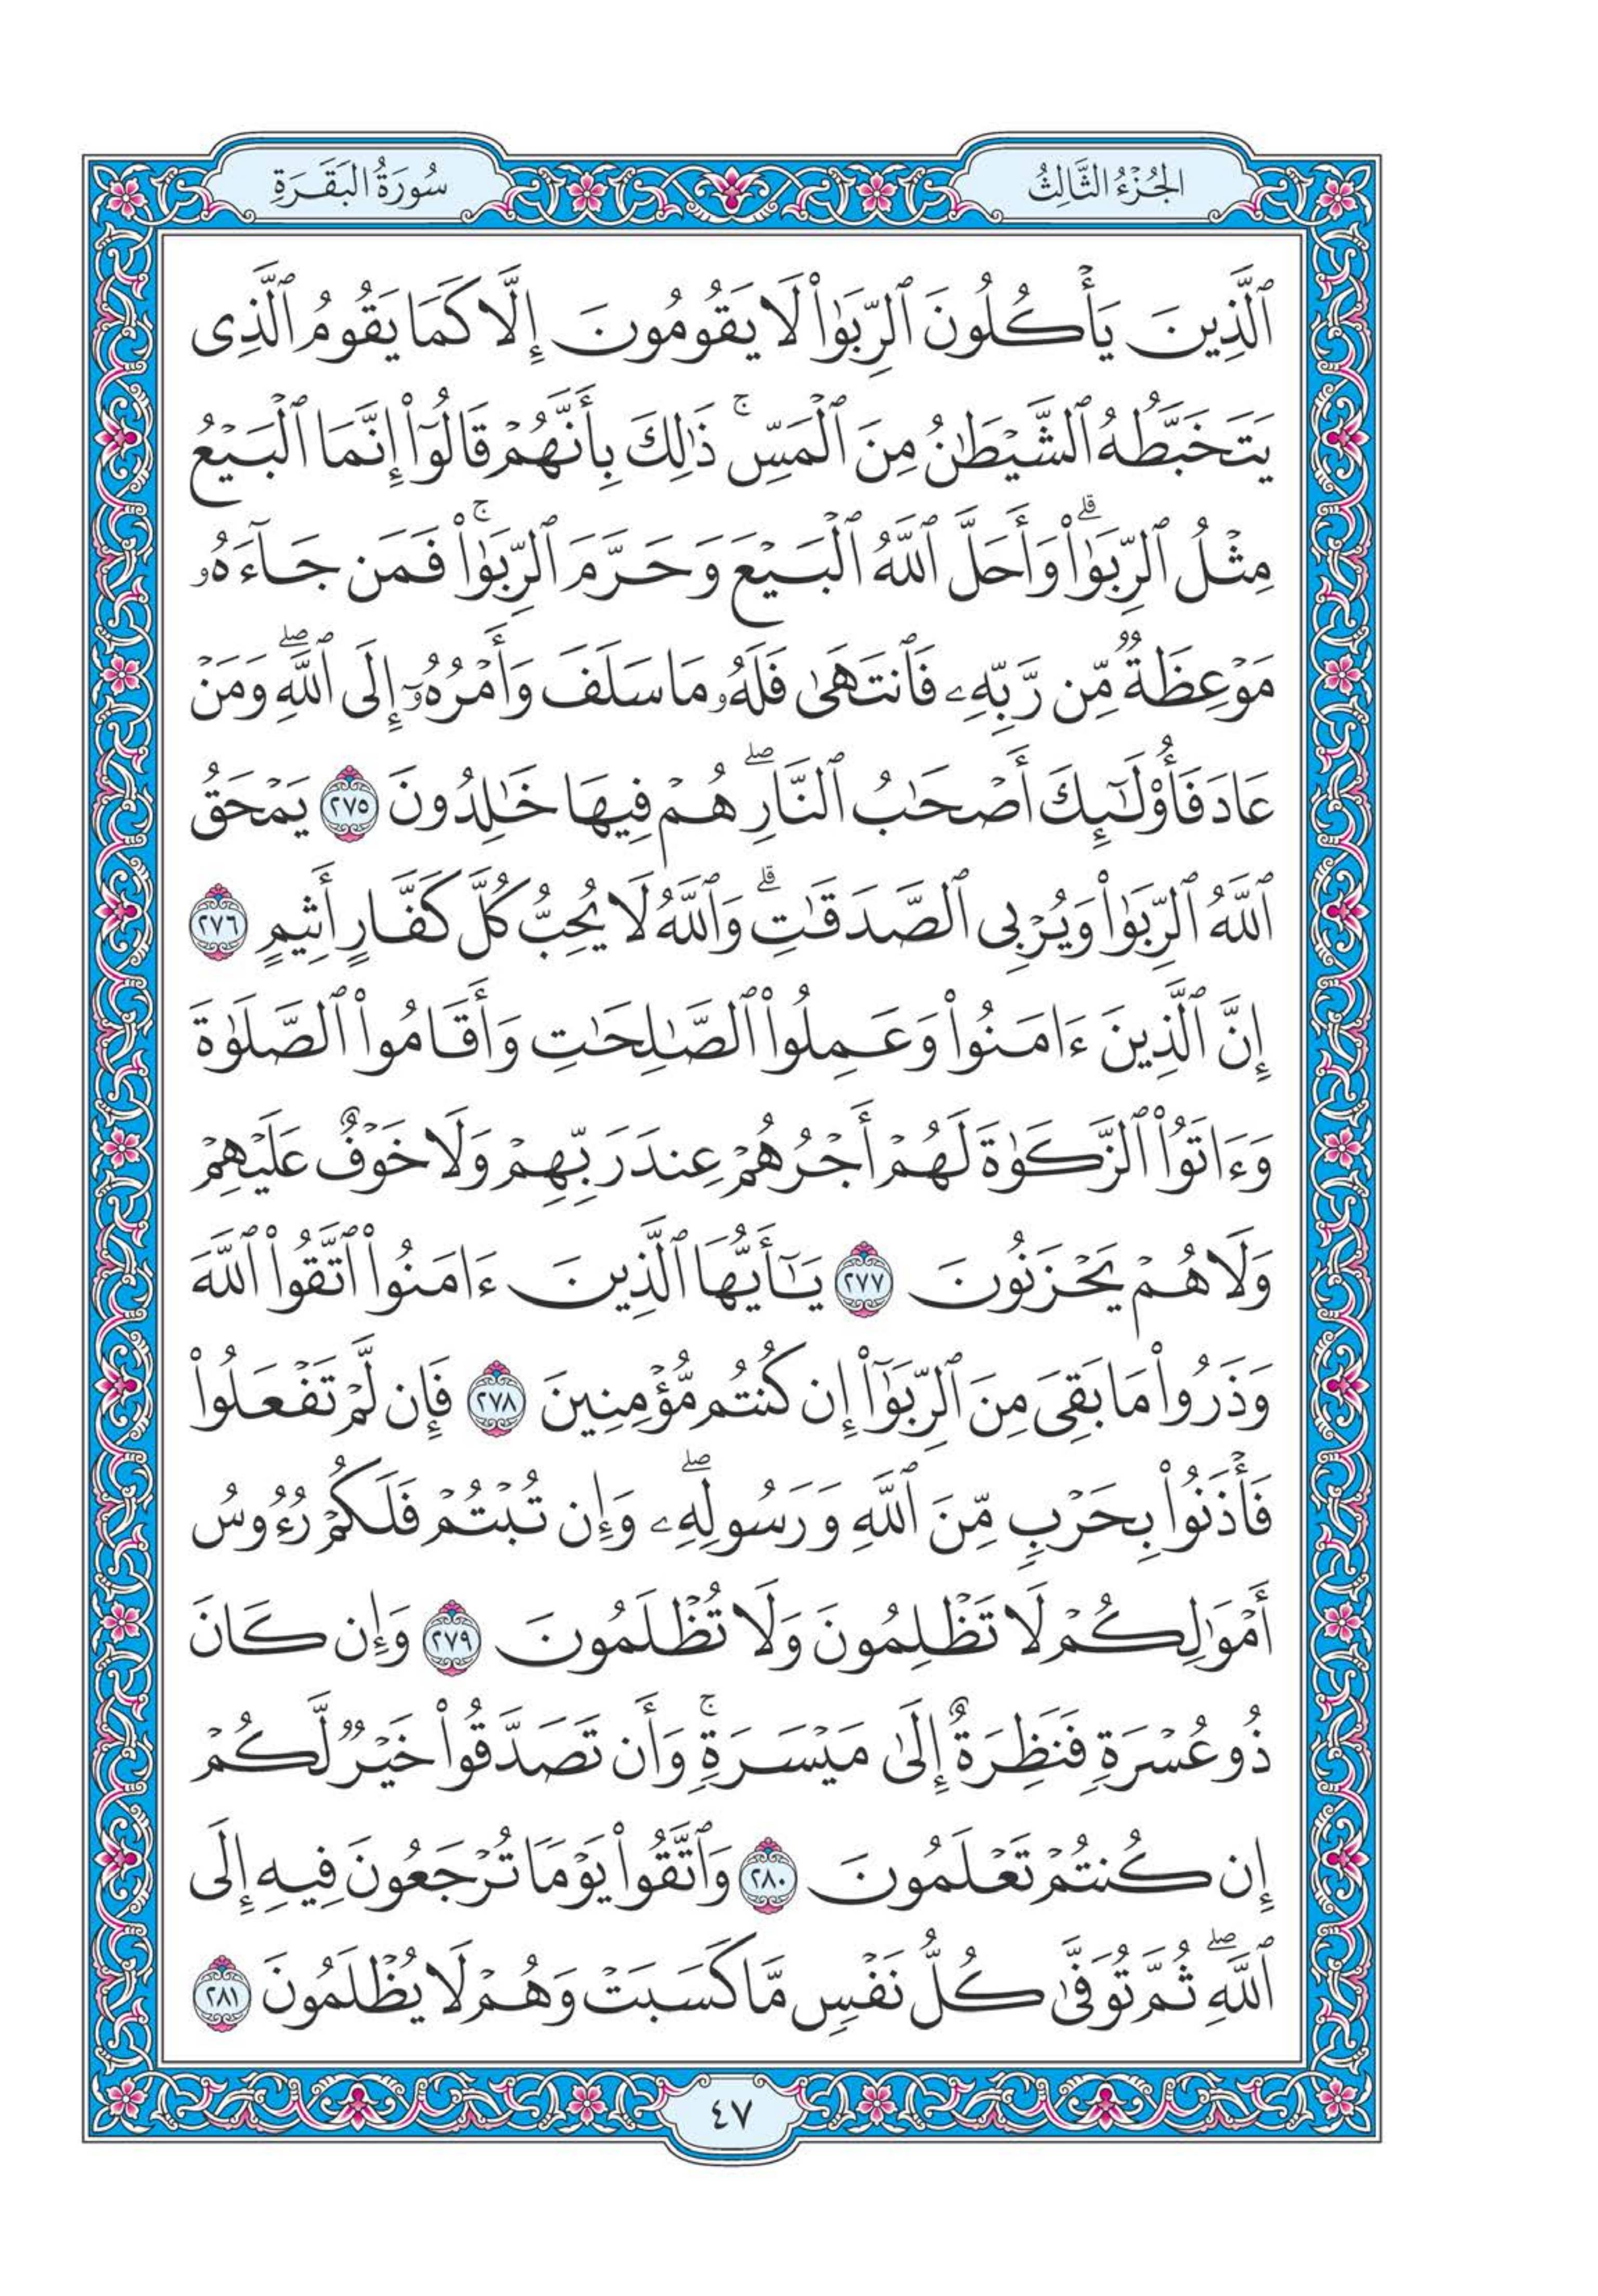 الجُزْءُ الثَّالِثُ
سُورَةُ البَقَرَةِ
ٱلَّذِينَ يَأْكُلُونَ ٱلرِّبَوٰا۟ لَا يَقُومُونَ إِلَّا كَمَا يَقُومُ ٱلَّذِى
يَتَخَبَّطُهُ ٱلشَّيْطَٰنُ مِنَ ٱلْمَسِّ ۚ ذَٰلِكَ بِأَنَّهُمْ قَالُوٓا۟ إِنَّمَا ٱلْبَيْعُ
مِثْلُ ٱلرِّبَوٰا۟ ۗ وَأَحَلَّ ٱللَّهُ ٱلْبَيْعَ وَحَرَّمَ ٱلرِّبَوٰا۟ ۚ فَمَن جَآءَهُۥ
مَوْعِظَةٌ مِّن رَّبِّهِۦ فَٱنتَهَىٰ فَلَهُۥ مَا سَلَفَ وَأَمْرُهُۥٓ إِلَى ٱللَّهِ ۖ وَمَنْ
عَادَ فَأُو۟لَٰٓئِكَ أَصْحَٰبُ ٱلنَّارِ ۖ هُمْ فِيهَا خَٰلِدُونَ ٢٧٥ يَمْحَقُ
ٱللَّهُ ٱلرِّبَوٰا۟ وَيُرْبِى ٱلصَّدَقَٰتِ ۗ وَٱللَّهُ لَا يُحِبُّ كُلَّ كَفَّارٍ أَثِيمٍ ٢٧٦
إِنَّ ٱلَّذِينَ ءَامَنُوا۟ وَعَمِلُوا۟ ٱلصَّٰلِحَٰتِ وَأَقَامُوا۟ ٱلصَّلَوٰةَ
وَءَاتَوُا۟ ٱلزَّكَوٰةَ لَهُمْ أَجْرُهُمْ عِندَ رَبِّهِمْ وَلَا خَوْفٌ عَلَيْهِمْ
وَلَا هُمْ يَحْزَنُونَ ٢٧٧ يَٰٓأَيُّهَا ٱلَّذِينَ ءَامَنُوا۟ ٱتَّقُوا۟ ٱللَّهَ
وَذَرُوا۟ مَا بَقِىَ مِنَ ٱلرِّبَوٰٓا۟ إِن كُنتُم مُّؤْمِنِينَ ٢٧٨ فَإِن لَّمْ تَفْعَلُوا۟
فَأْذَنُوا۟ بِحَرْبٍ مِّنَ ٱللَّهِ وَرَسُولِهِۦ ۖ وَإِن تُبْتُمْ فَلَكُمْ رُءُوسُ
أَمْوَٰلِكُمْ لَا تَظْلِمُونَ وَلَا تُظْلَمُونَ ٢٧٩ وَإِن كَانَ
ذُو عُسْرَةٍ فَنَظِرَةٌ إِلَىٰ مَيْسَرَةٍ ۚ وَأَن تَصَدَّقُوا۟ خَيْرٌ لَّكُمْ
إِن كُنتُمْ تَعْلَمُونَ ٢٨٠ وَٱتَّقُوا۟ يَوْمًا تُرْجَعُونَ فِيهِ إِلَى
ٱللَّهِ ۖ ثُمَّ تُوَفَّىٰ كُلُّ نَفْسٍ مَّا كَسَبَتْ وَهُمْ لَا يُظْلَمُونَ ٢٨١
٤٧